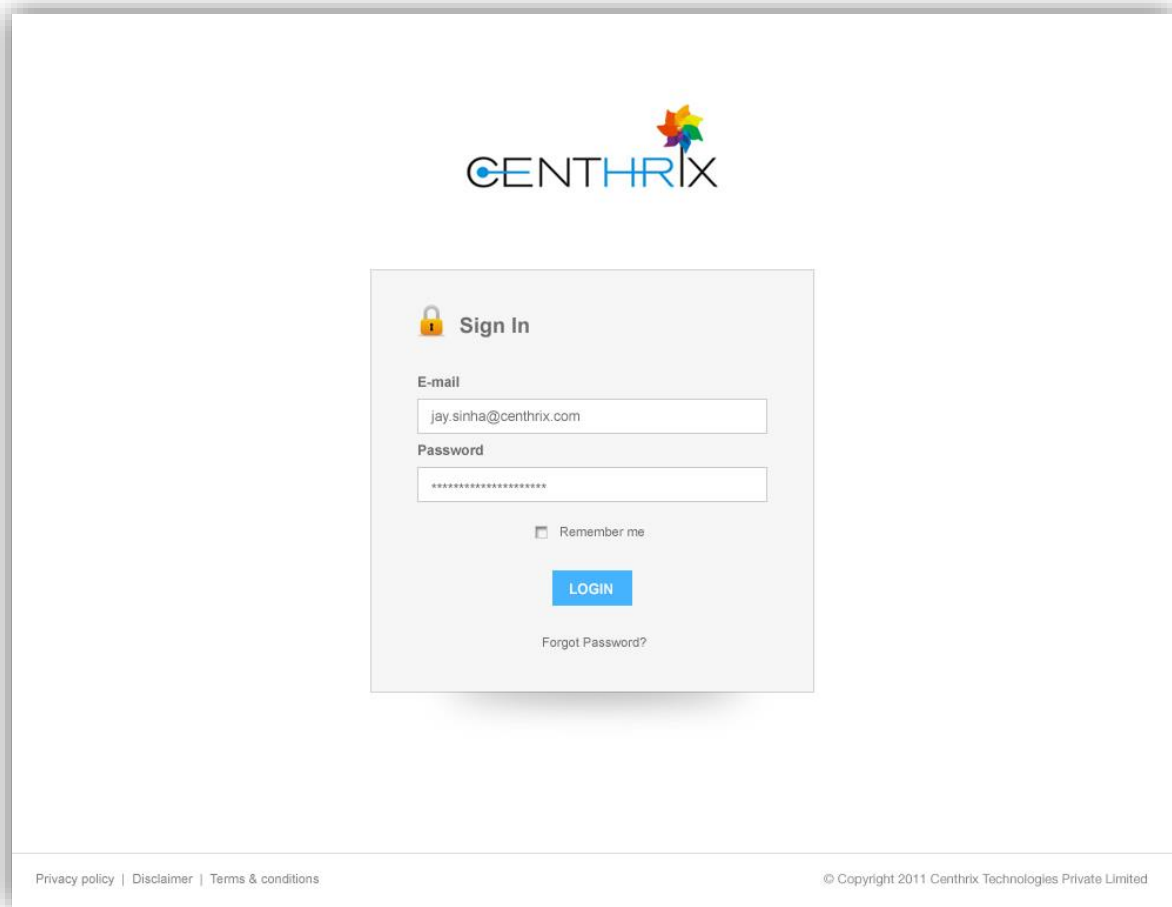 CENTHRIX
Sign In
E-mail
jay.sinha@centhrix.com
Password
*********************
Remember me
LOGIN
Forgot Password?
Privacy policy | Disclaimer | Terms & conditions
© Copyright 2011 Centhrix Technologies Private Limited